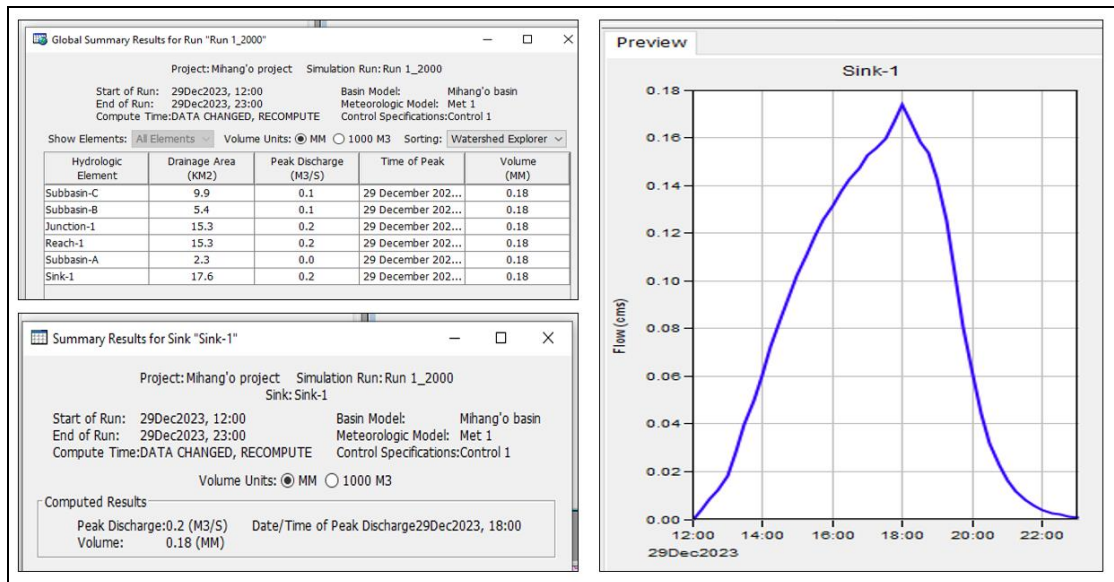 Global Summary Results for Run "Run 1_2000"
Project: Mihang'o project Simulation Run: Run 1_2000
Start of Run: 29Dec2023, 12:00 Basin Model: Mihang'o basin
End of Run: 29Dec2023, 23:00 Meteorologic Model: Met 1
Compute Time:DATA CHANGED, RECOMPUTE Control Specifications:Control 1
Show Elements: All Elements Volume Units: MM 1000 M3 Sorting: Watershed Explorer
Hydrologic Element Drainage Area (KM2) Peak Discharge (M3/S) Time of Peak Volume (MM)
Subbasin-C 9.9 0.1 29 December 202... 0.18
Subbasin-B 5.4 0.1 29 December 202... 0.18
Junction-1 15.3 0.2 29 December 202... 0.18
Reach-1 15.3 0.2 29 December 202... 0.18
Subbasin-A 2.3 0.0 29 December 202... 0.18
Sink-1 17.6 0.2 29 December 202... 0.18
Summary Results for Sink "Sink-1"
Project: Mihang'o project Simulation Run: Run 1_2000
Sink: Sink-1
Start of Run: 29Dec2023, 12:00 Basin Model: Mihang'o basin
End of Run: 29Dec2023, 23:00 Meteorologic Model: Met 1
Compute Time:DATA CHANGED, RECOMPUTE Control Specifications:Control 1
Volume Units: MM 1000 M3
Computed Results
Peak Discharge:0.2 (M3/S) Date/Time of Peak Discharge29Dec2023, 18:00
Volume: 0.18 (MM)
Preview
Sink-1
0.18
0.16
0.14
0.12
0.10
0.08
0.06
0.04
0.02
0.00
Flow (cms)
12:00 14:00 16:00 18:00 20:00 22:00
29Dec2023